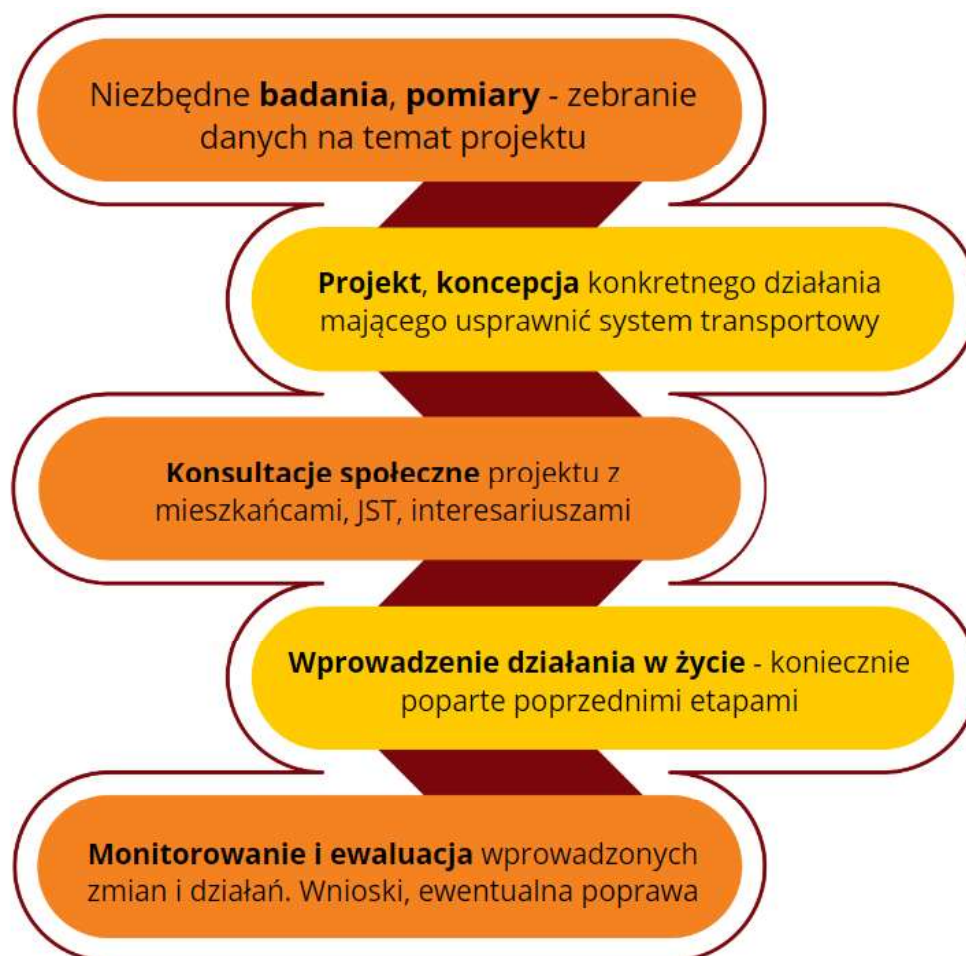 Niezbędne badania, pomiary - zebranie
danych na temat projektu
Projekt, koncepcja konkretnego działania
mającego usprawnić system transportowy
Konsultacje społeczne projektu z
mieszkańcami, JST, interesariuszami
Wprowadzenie działania w życie - koniecznie
poparte poprzednimi etapami
Monitorowanie i ewaluacja wprowadzonych
zmian i działań. Wnioski, ewentualna poprawa